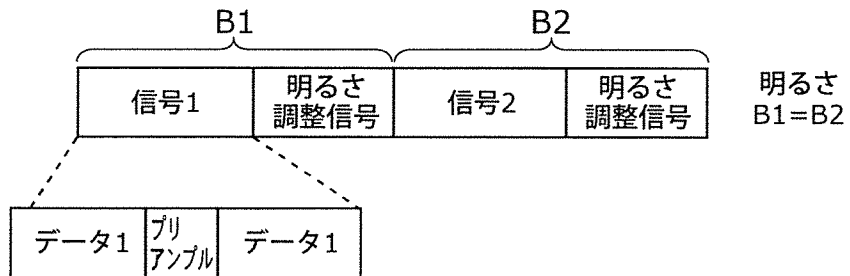 B1
B2
信号1
明るさ
調整信号
信号2
明るさ
調整信号
明るさ
B1=B2
データ1
プリ
アンプル
データ1